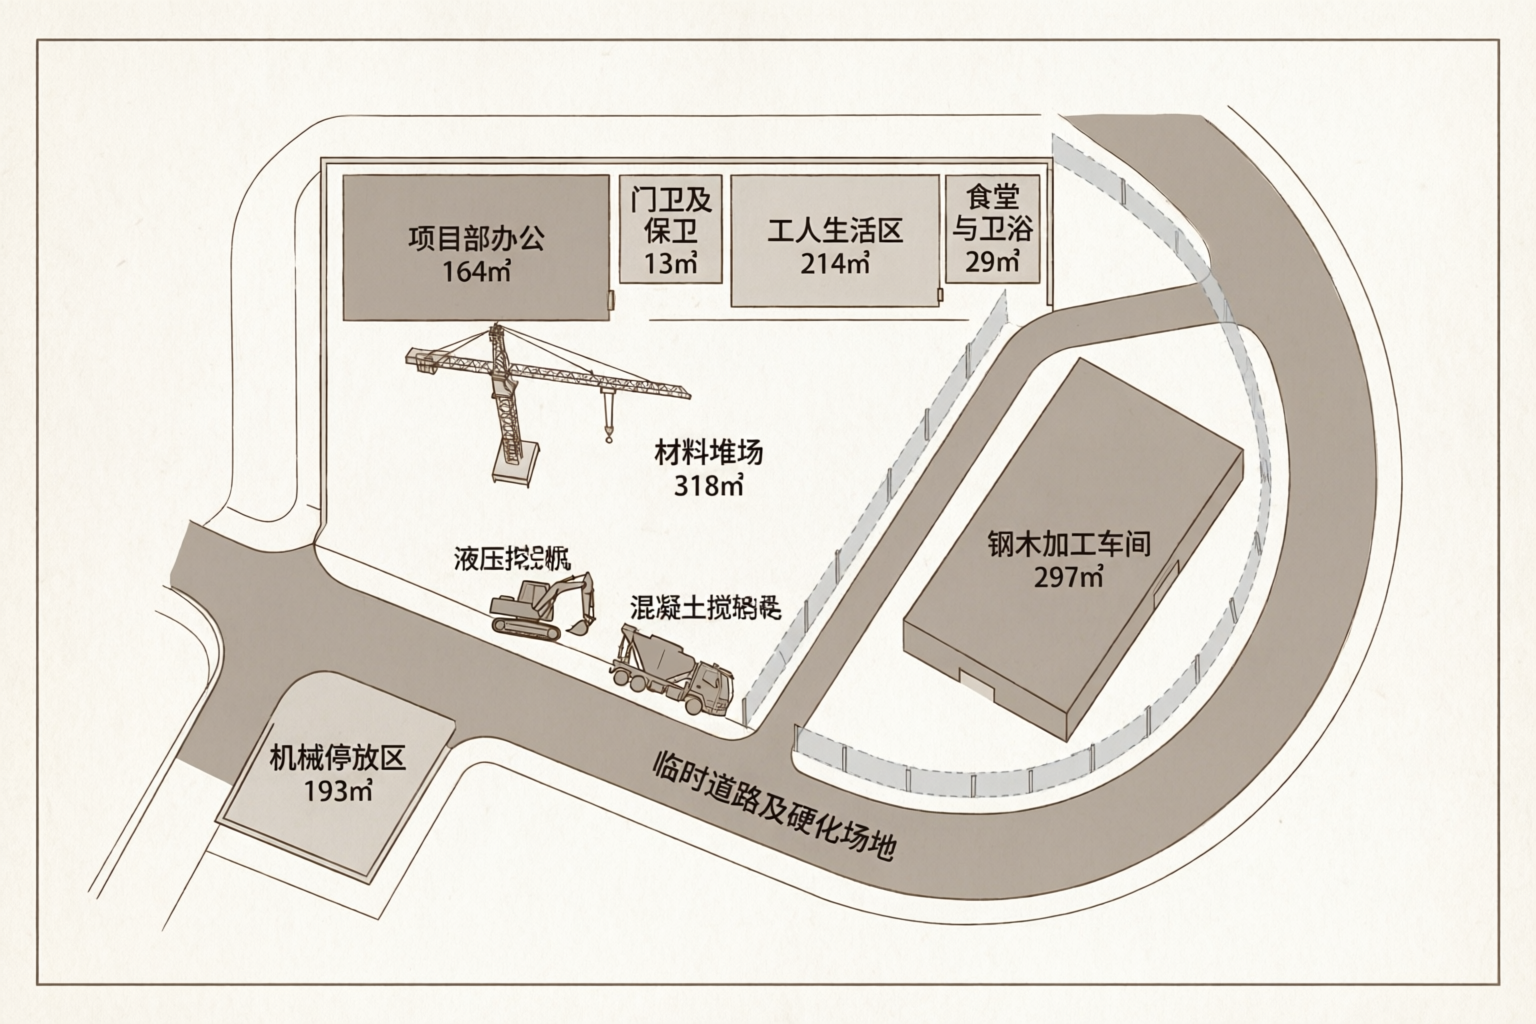 项目部办公
164㎡
门卫及
保卫
13㎡
工人生活区
214㎡
食堂
与卫浴
29㎡
材料堆场
318㎡
液压挖
混凝土搅
钢木加工车间
297㎡
机械停放区
193㎡
临时道路及硬化场地